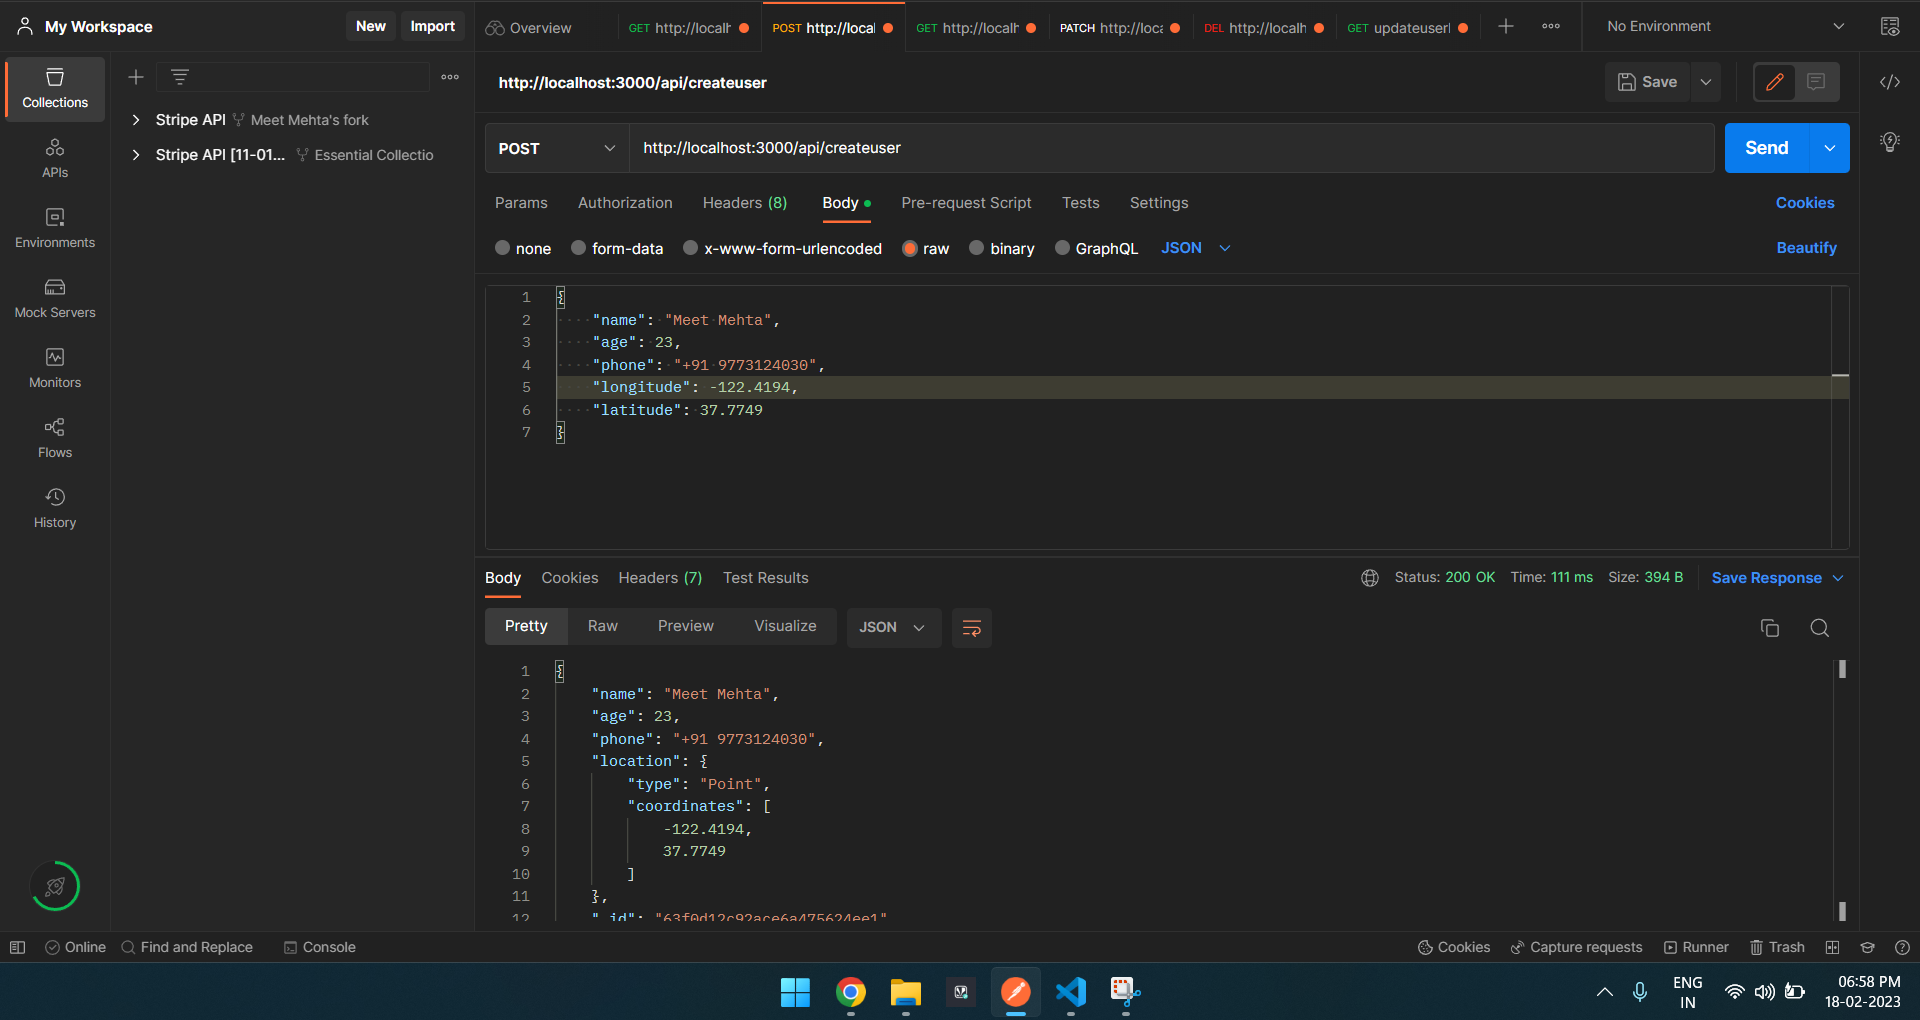 My Workspace
New
Import
Overview
GET http://localh
POST http://local
GET http://localh
PATCH http://loca
DEL http://localh
GET updateuserl
No Environment
Collections
APIs
Environments
Mock Servers
Monitors
Flows
History
Stripe API Meet Mehta's fork
Stripe API [11-01... Essential Collectio
http://localhost:3000/api/createuser
Save
POST
http://localhost:3000/api/createuser
Send
Params Authorization Headers (8) Body Pre-request Script Tests Settings Cookies
none form-data x-www-form-urlencoded raw binary GraphQL JSON Beautify
1 {
2 "name": "Meet Mehta",
3 "age": 23,
4 "phone": "+91 9773124030",
5 "longitude": -122.4194,
6 "latitude": 37.7749
7 }
Body Cookies Headers (7) Test Results Status: 200 OK Time: 111 ms Size: 394 B Save Response
Pretty Raw Preview Visualize JSON
1 {
2 "name": "Meet Mehta",
3 "age": 23,
4 "phone": "+91 9773124030",
5 "location": {
6 "type": "Point",
7 "coordinates": [
8 -122.4194,
9 37.7749
10 ]
11 },
12 "_id": "63f0d12c92ace6a475624ee1"
Online Find and Replace Console Cookies Capture requests Runner Trash
ENG
IN
06:58 PM
18-02-2023